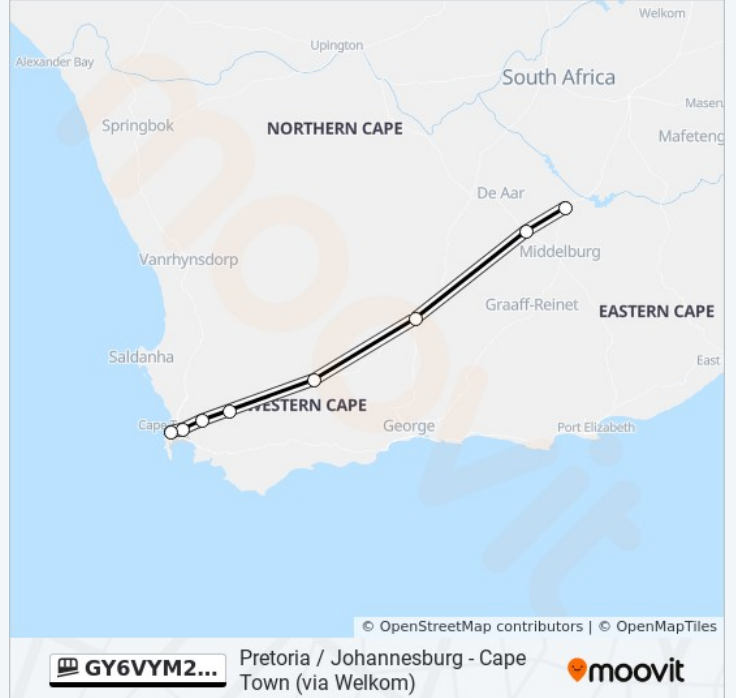 Welkom
Upington
Alexander Bay
South Africa
Masen
Springbok
NORTHERN CAPE
Mafeteng
De Aar
Vanrhynsdorp
Middelburg
Graaff-Reinet
EASTERN CAPE
Saldanha
East
WESTERN CAPE
Cape T
George
Port Elizabeth
moovit
© OpenStreetMap contributors | © OpenMapTiles
GY6VYM2...
Pretoria / Johannesburg - Cape
Town (via Welkom)
moovit